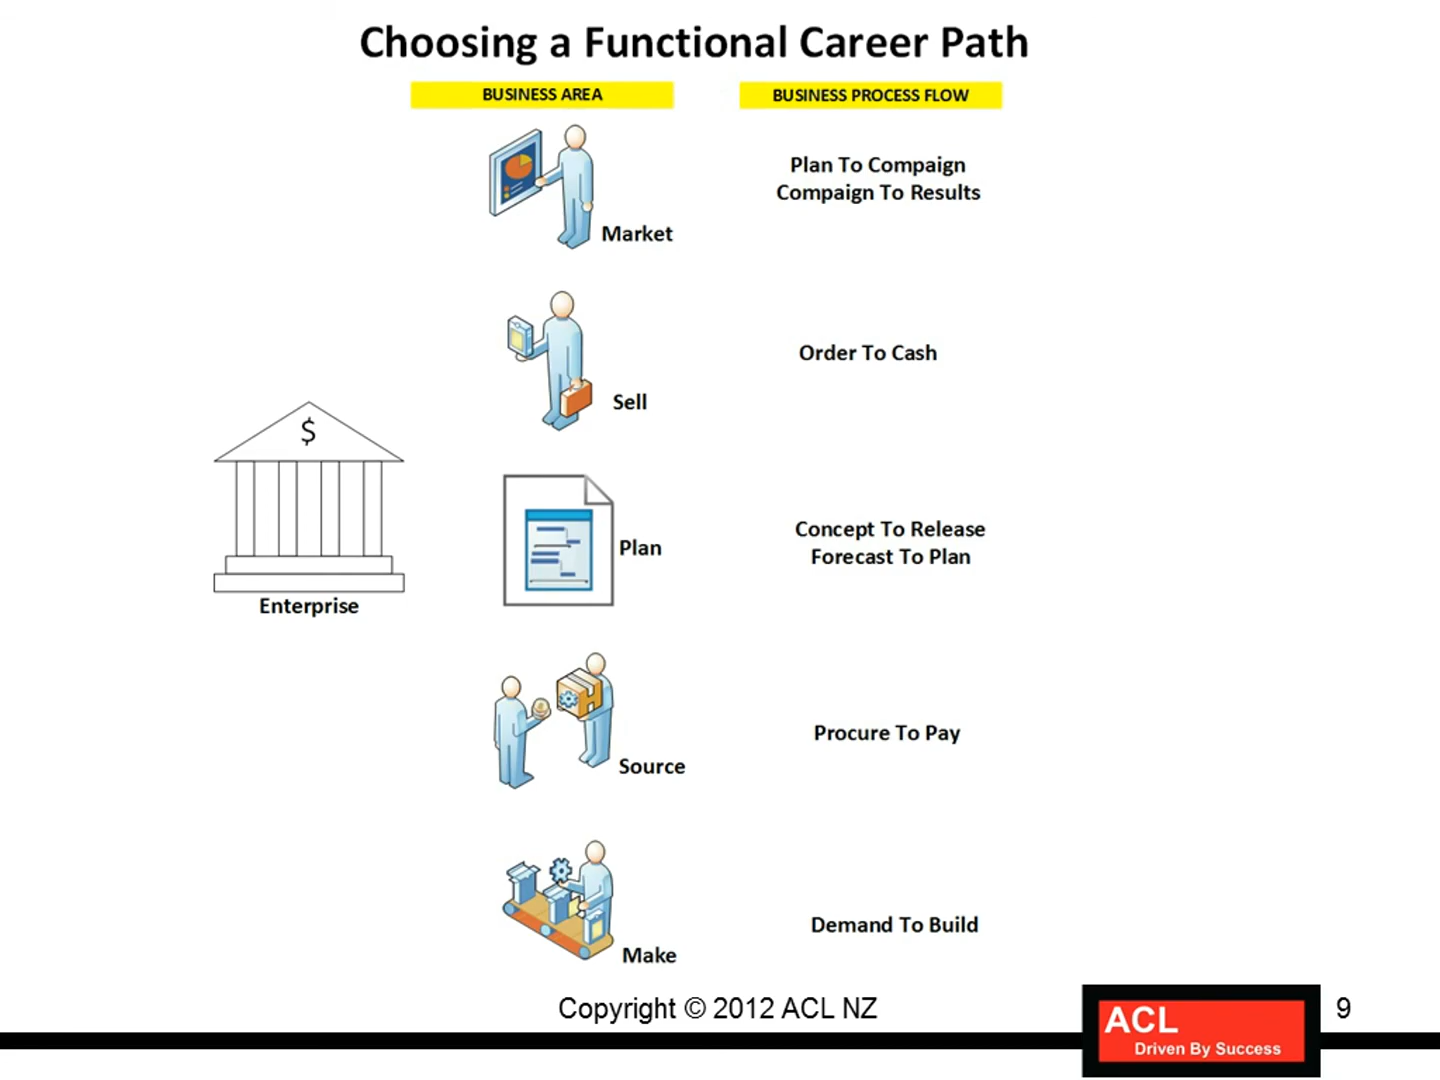 Choosing a Functional Career Path
BUSINESS AREA
BUSINESS PROCESS FLOW
Plan To Compaign
Compaign To Results
Market
Order To Cash
Sell
$
Enterprise
Plan
Concept To Release
Forecast To Plan
Procure To Pay
Source
Demand To Build
Make
Copyright © 2012 ACL NZ
ACL
Driven By Success
9